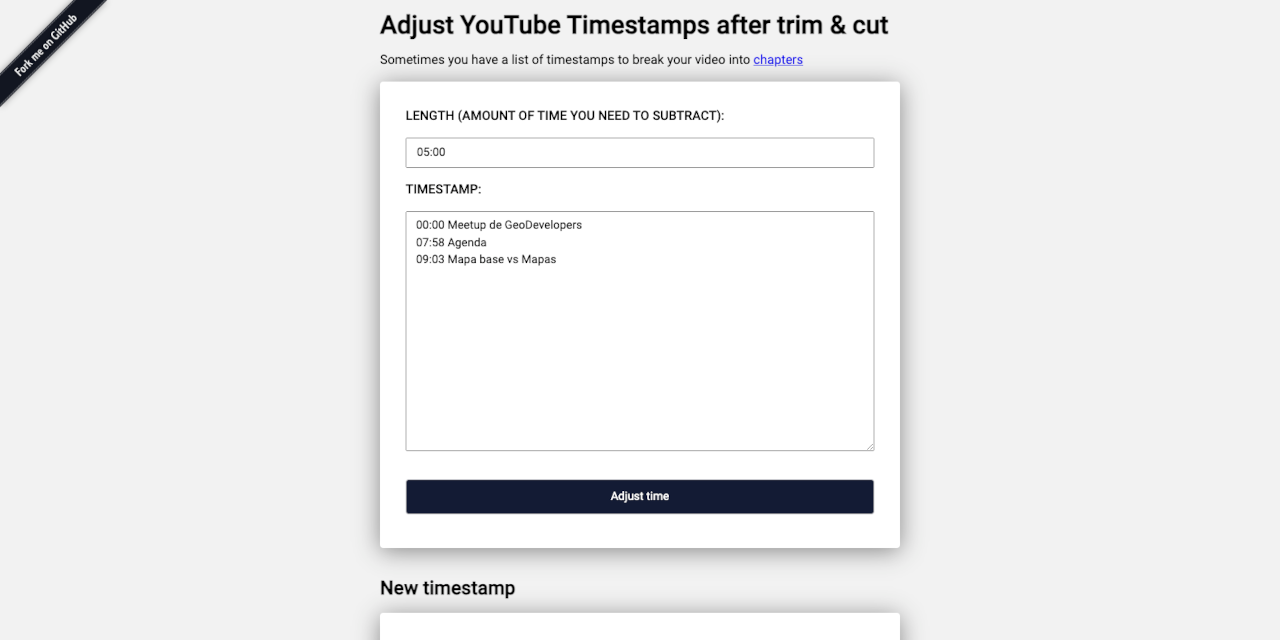 Fork me on GitHub
Adjust YouTube Timestamps after trim & cut
Sometimes you have a list of timestamps to break your video into chapters
LENGTH (AMOUNT OF TIME YOU NEED TO SUBTRACT):
05:00
TIMESTAMP:
00:00 Meetup de GeoDevelopers
07:58 Agenda
09:03 Mapa base vs Mapas
Adjust time
New timestamp